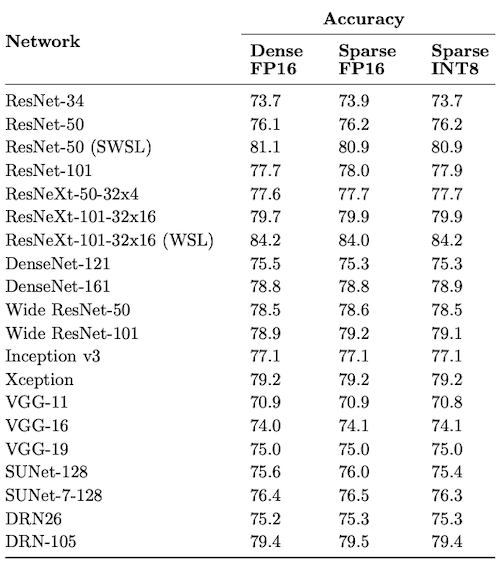 Accuracy
Network
Dense Sparse Sparse
FP16 FP16 INT8
ResNet-34 73.7 73.9 73.7
ResNet-50 76.1 76.2 76.2
ResNet-50 (SWSL) 81.1 80.9 80.9
ResNet-101 77.7 78.0 77.9
ResNeXt-50-32x4 77.6 77.7 77.7
ResNeXt-101-32x16 79.7 79.9 79.9
ResNeXt-101-32x16 (WSL) 84.2 84.0 84.2
DenseNet-121 75.5 75.3 75.3
DenseNet-161 78.8 78.8 78.9
Wide ResNet-50 78.5 78.6 78.5
Wide ResNet-101 78.9 79.2 79.1
Inception v3 77.1 77.1 77.1
Xception 79.2 79.2 79.2
VGG-11 70.9 70.9 70.8
VGG-16 74.0 74.1 74.1
VGG-19 75.0 75.0 75.0
SUNet-128 75.6 76.0 75.4
SUNet-7-128 76.4 76.5 76.3
DRN26 75.2 75.3 75.3
DRN-105 79.4 79.5 79.4